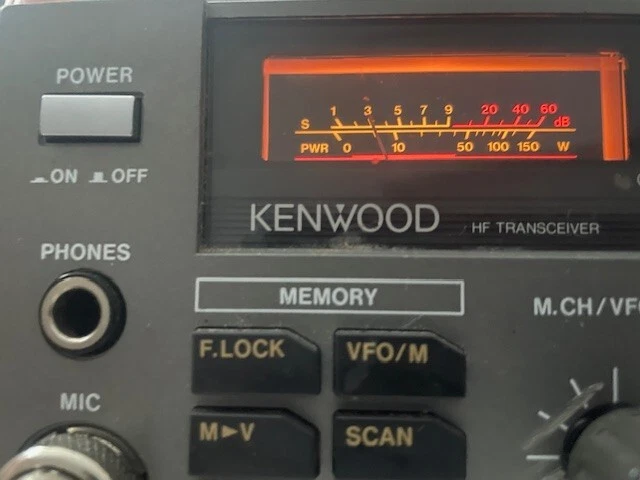 POWER
ON OFF
PHONES
MIC
1 3 5 7 9 20 40 60
S dB
PWR 0 10 50 100 150 W
KENWOOD HF TRANSCEIVER
MEMORY
F.LOCK VFO/M
M►V SCAN
M.CH/VFO